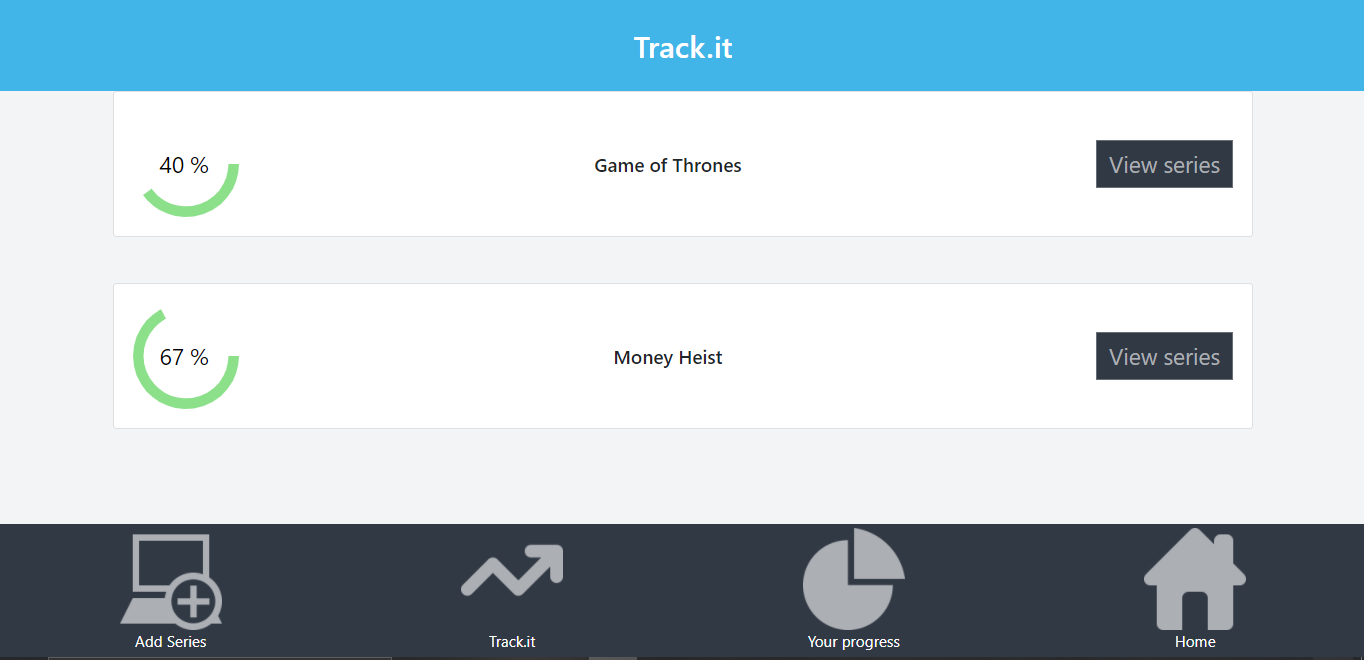 Track.it
40 %
Game of Thrones
View series
67 %
Money Heist
View series
Add Series
Track.it
Your progress
Home